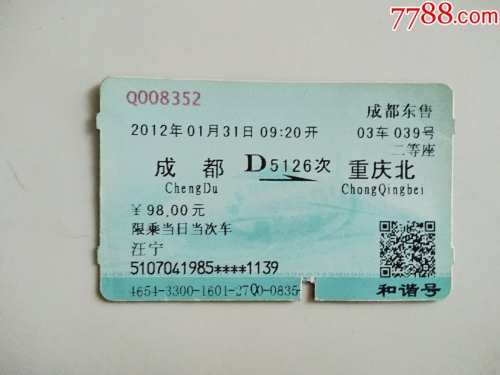 7788.com
Q008352
成都东售
2012年01月31日09:20开 03车039号
二等座
成都 D5126次 重庆北
ChengDu ChongQingbei
￥98.00元
限乘当日当次车
汪宁
5107041985****1139
4654-3300-1601-27Q0-0835
和谐号